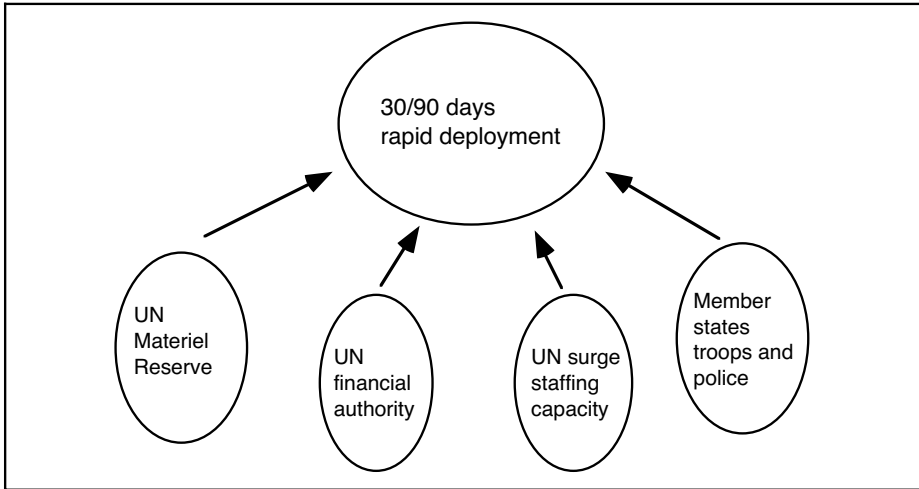 30/90 days
rapid deployment
UN
Materiel
Reserve
UN
financial
authority
UN surge
staffing
capacity
Member
states
troops and
police